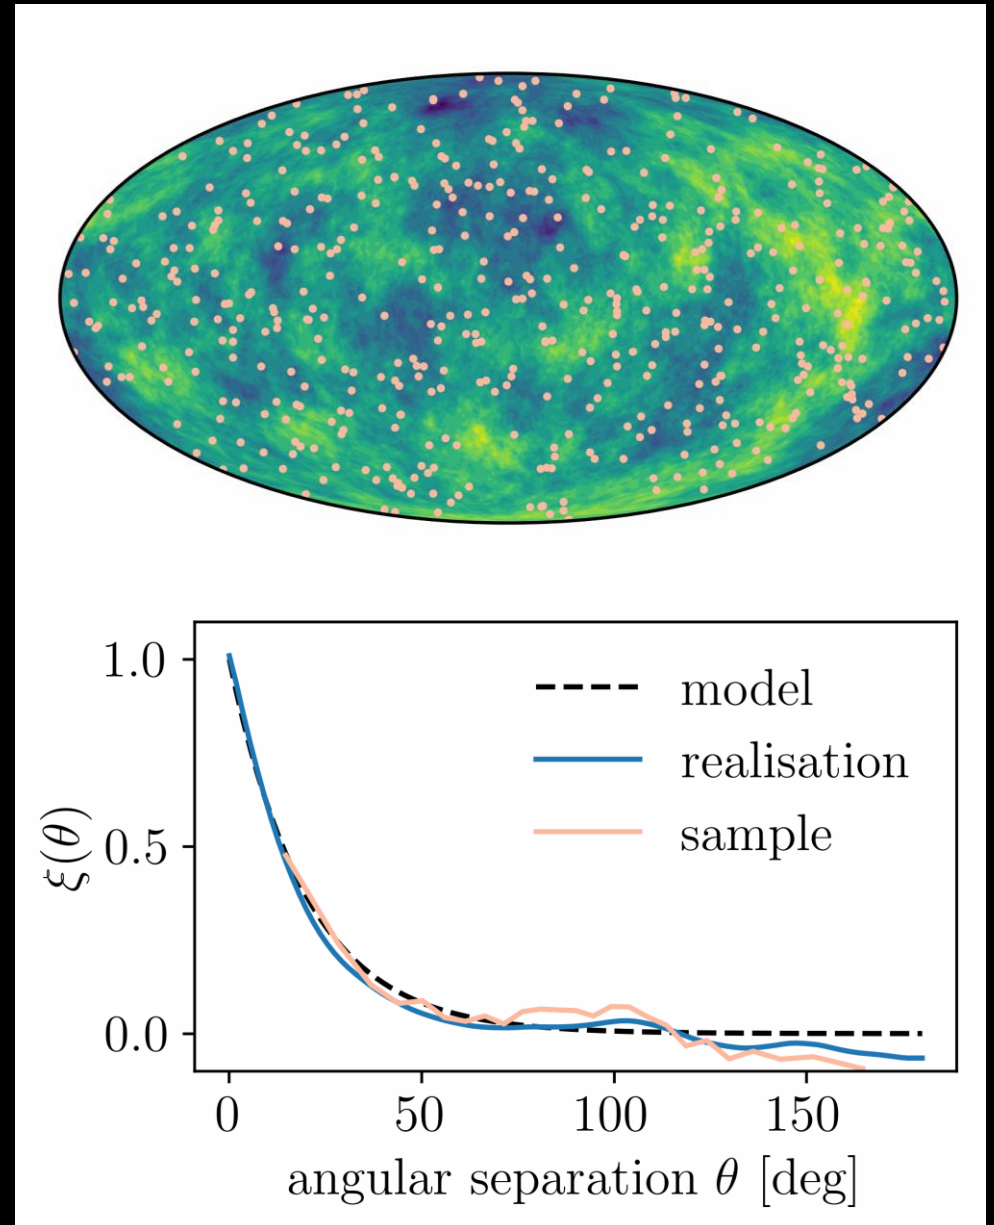 model
realisation
sample
ξ(θ)
1.0
0.5
0.0
0 50 100 150
angular separation θ [deg]